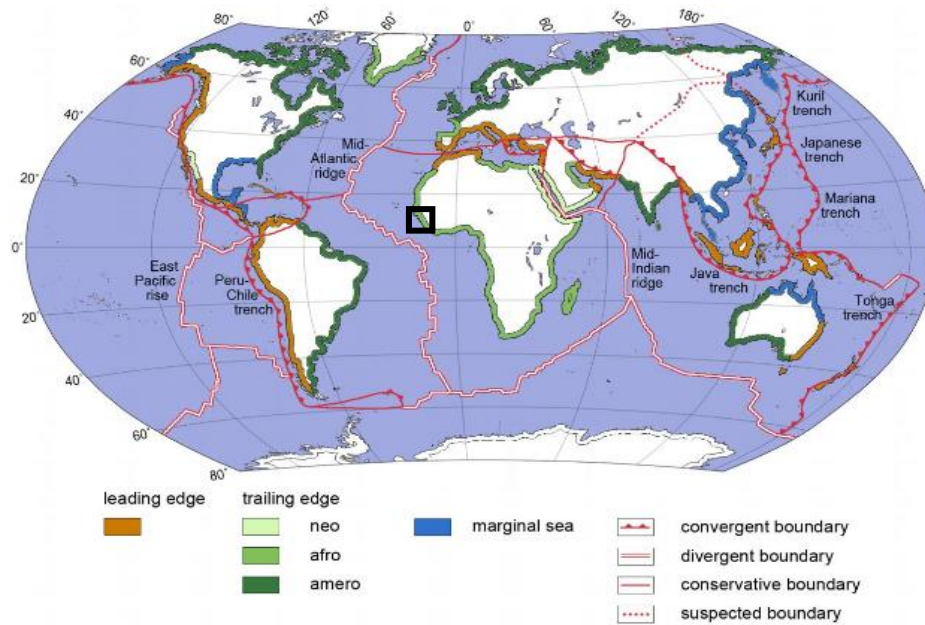 60˚
120˚
60˚
0˚
60˚
120˚
180˚
60˚
40˚
20˚
0˚
20˚
40˚
60˚
80˚
Mid-
Atlantic
ridge
East
Pacific
rise
Peru-
Chile
trench
Mid-
Indian
ridge
Java
trench
Kuril
trench
Japanese
trench
Mariana
trench
Tonga
trench
leading edge
trailing edge
neo
afro
amero
marginal sea
convergent boundary
divergent boundary
conservative boundary
suspected boundary